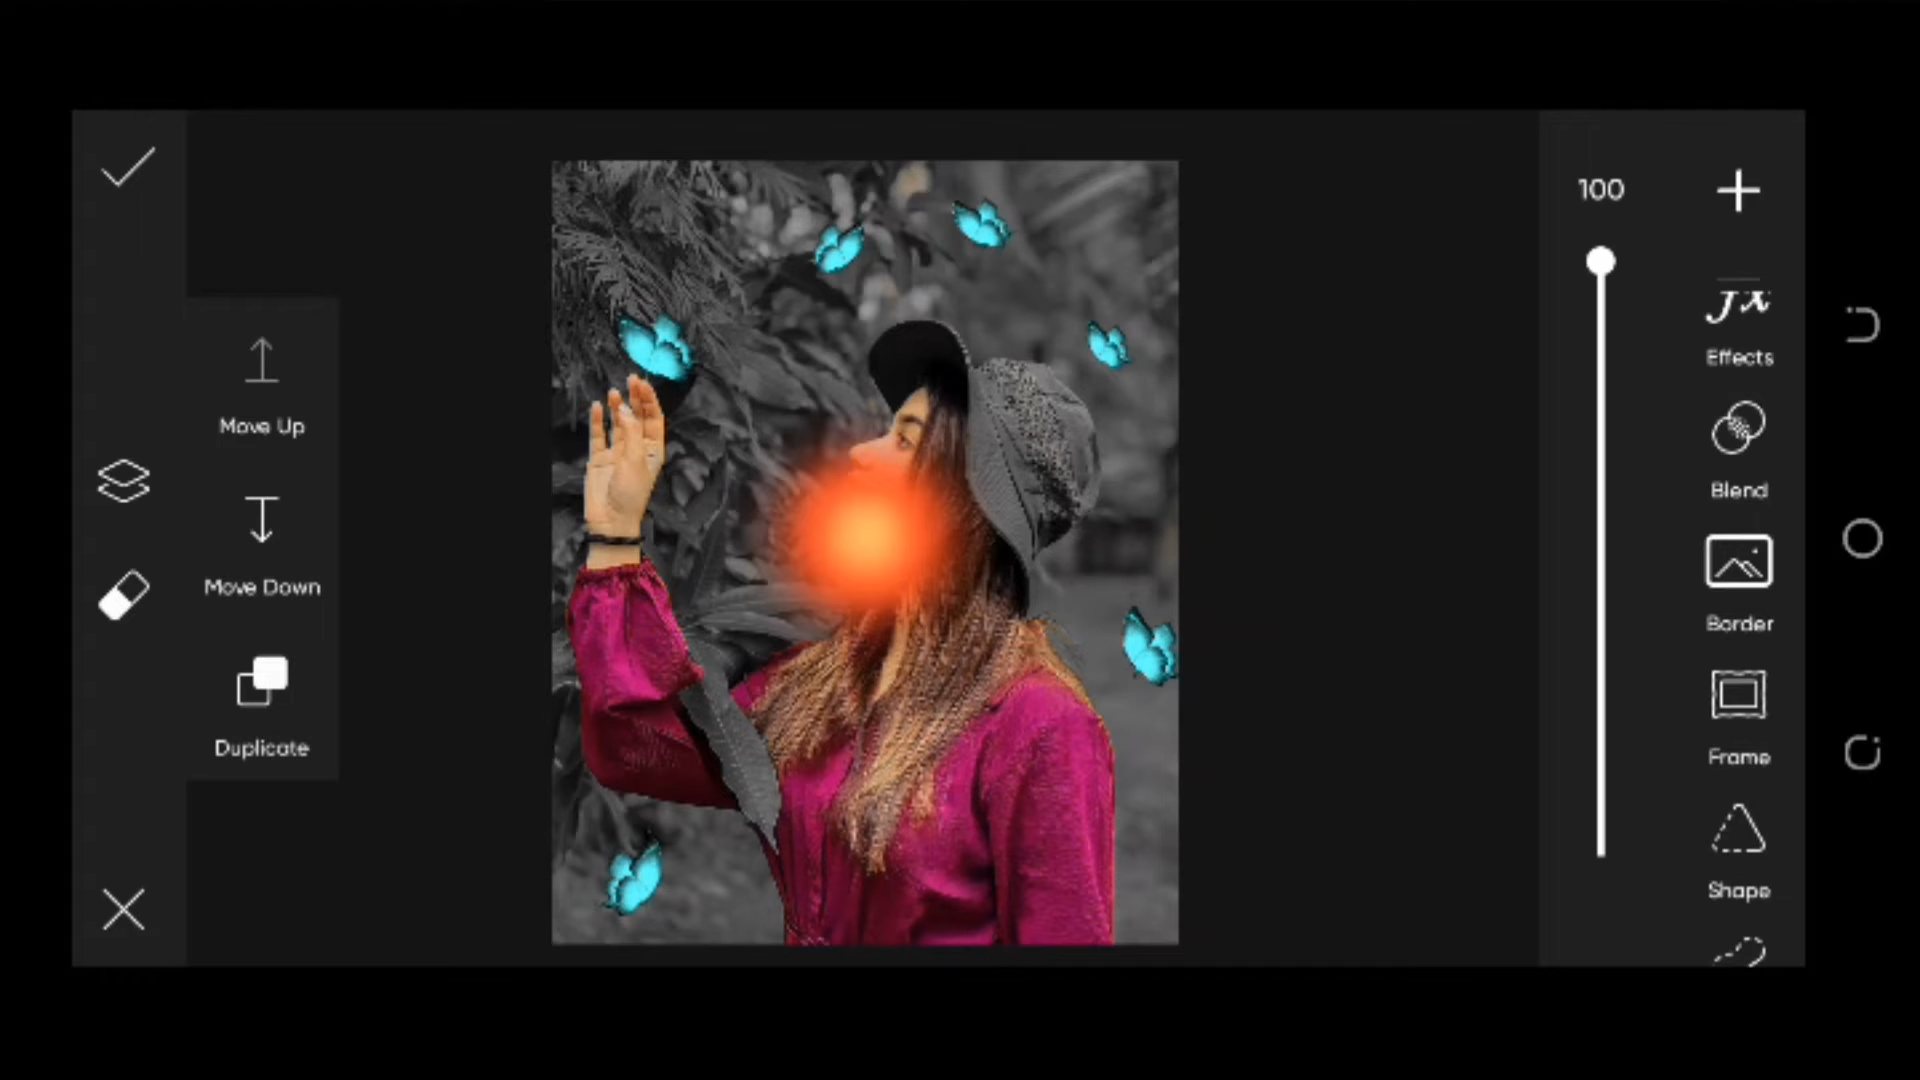 Move Up
Move Down
Duplicate
100
Effects
Blend
Border
Frame
Shape